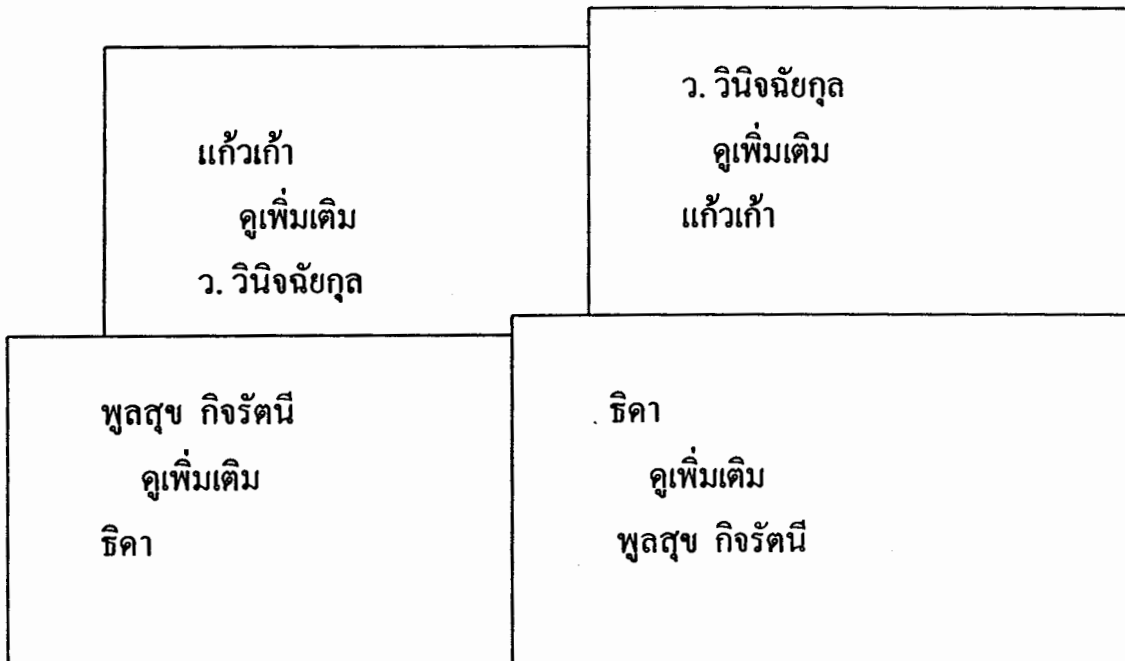 แก้วเก้า
ดูเพิ่มเติม
ว. วินิจฉัยกุล
ว. วินิจฉัยกุล
ดูเพิ่มเติม
แก้วเก้า
พูลสุข กิจรัตนี
ดูเพิ่มเติม
ธิดา
ธิดา
ดูเพิ่มเติม
พูลสุข กิจรัตนี